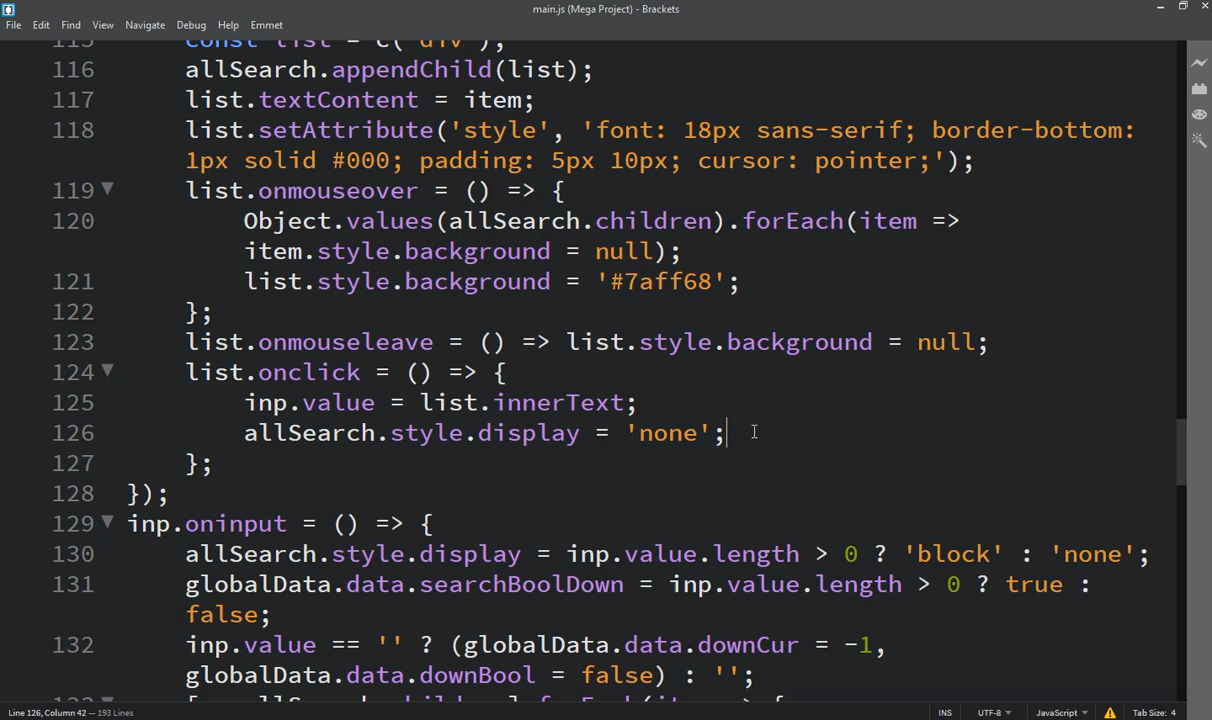 main.js (Mega Project) - Brackets
File Edit Find View Navigate Debug Help Emmet
115 const list = c('div');
116 allSearch.appendChild(list);
117 list.textContent = item;
118 list.setAttribute('style', 'font: 18px sans-serif; border-bottom:
1px solid #000; padding: 5px 10px; cursor: pointer;');
119 list.onmouseover = () => {
120 Object.values(allSearch.children).forEach(item =>
item.style.background = null);
121 list.style.background = '#7aff68';
122 };
123 list.onmouseleave = () => list.style.background = null;
124 list.onclick = () => {
125 inp.value = list.innerText;
126 allSearch.style.display = 'none';
127 };
128 });
129 inp.oninput = () => {
130 allSearch.style.display = inp.value.length > 0 ? 'block' : 'none';
131 globalData.data.searchBoolDown = inp.value.length > 0 ? true :
false;
132 inp.value == '' ? (globalData.data.downCur = -1,
globalData.data.downBool = false) : '';
Line 126, Column 42 — 193 Lines INS UTF-8 JavaScript Tab Size: 4